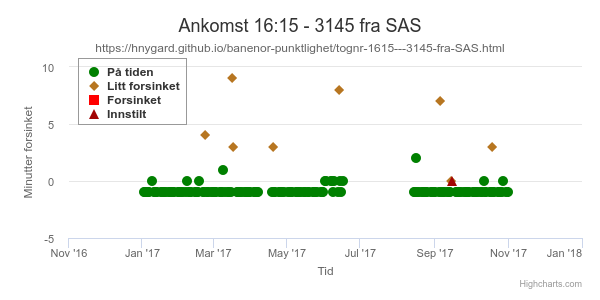 Ankomst 16:15 - 3145 fra SAS
https://hnygard.github.io/banenor-punktlighet/tognr-1615---3145-fra-SAS.html
På tiden
Litt forsinket
Forsinket
Innstilt
Minutter forsinket
10
5
0
-5
Nov '16
Jan '17
Mar '17
May '17
Jul '17
Sep '17
Nov '17
Jan '18
Tid
Highcharts.com